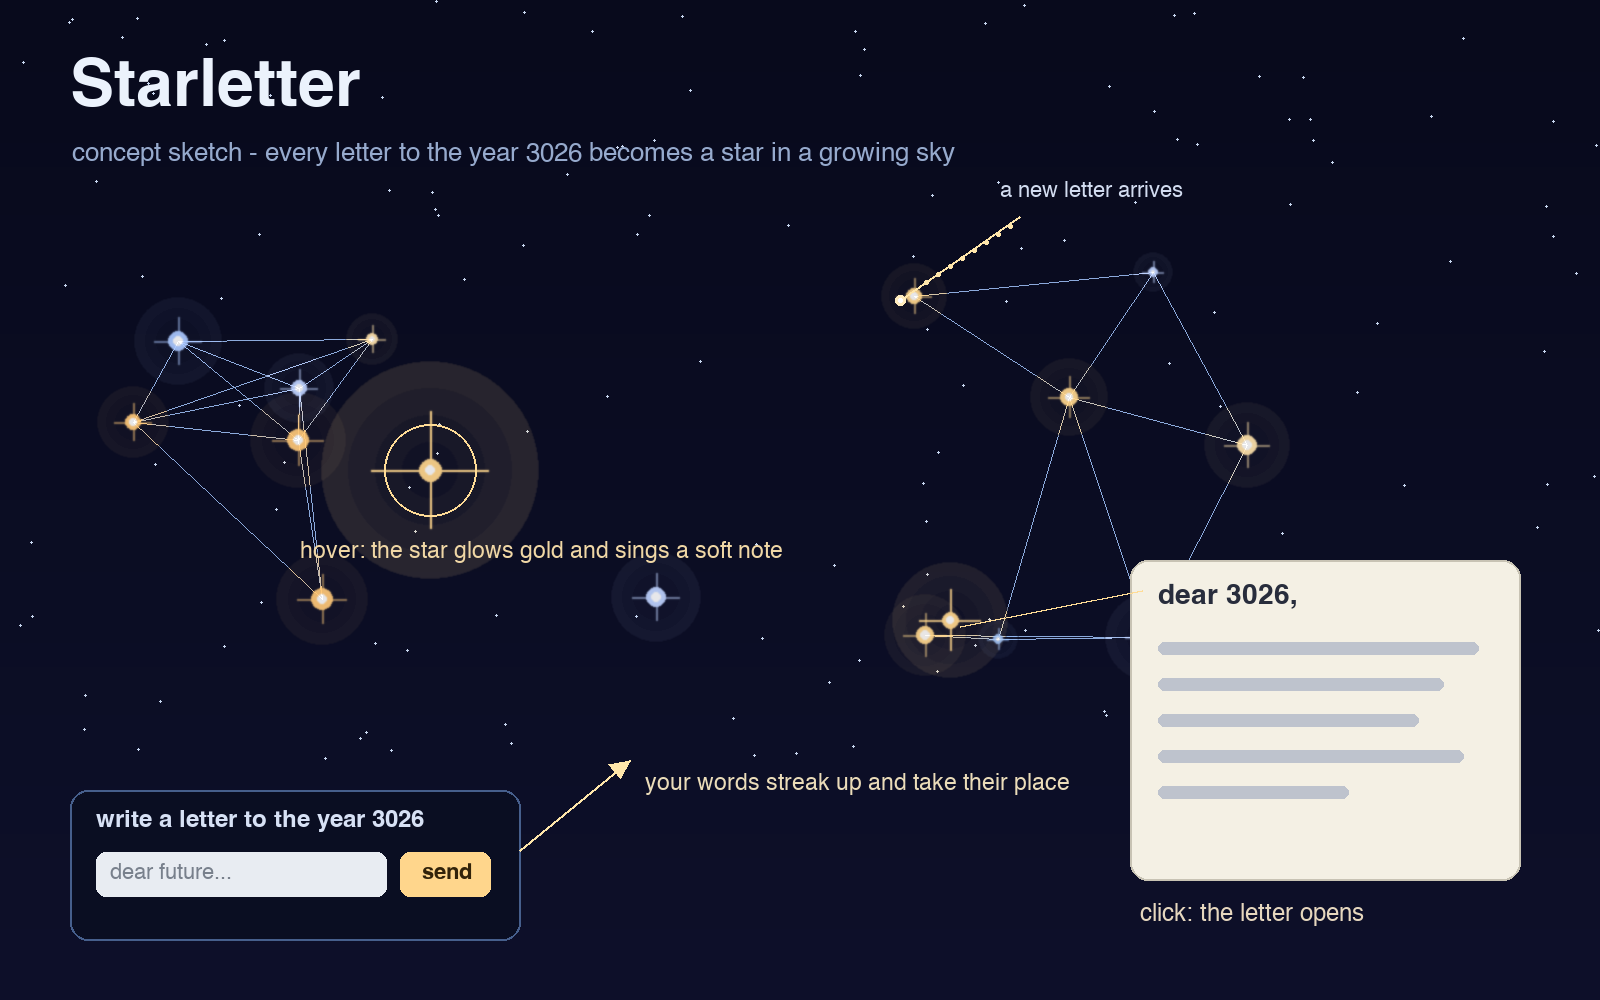 Starletter
concept sketch - every letter to the year 3026 becomes a star in a growing sky
a new letter arrives
hover: the star glows gold and sings a soft note
dear 3026,
your words streak up and take their place
write a letter to the year 3026
dear future...
send
click: the letter opens